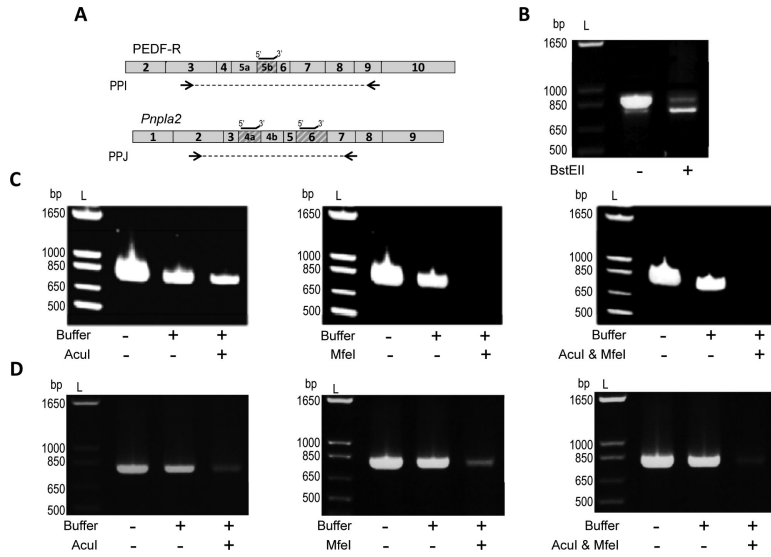 A
5' 3'
PEDF-R
2 3 4 5a 5b 6 7 8 9 10
PPI
5' 3' 5' 3'
Pnpla2
1 2 3 4a 4b 5 6 7 8 9
PPJ
B
bp L
1650
1000
850
650
500
BstEII - +
C
bp L
1650
1000
850
650
500
Buffer - + +
AcuI - - +
bp L
1650
1000
850
650
500
Buffer - + +
MfeI - - +
bp L
1650
1000
850
650
500
Buffer - + +
AcuI & MfeI - - +
D
bp L
1650
1000
850
650
500
Buffer - + +
AcuI - - +
bp L
1650
1000
850
650
500
Buffer - + +
MfeI - - +
bp L
1650
1000
850
650
500
Buffer - + +
AcuI & MfeI - - +